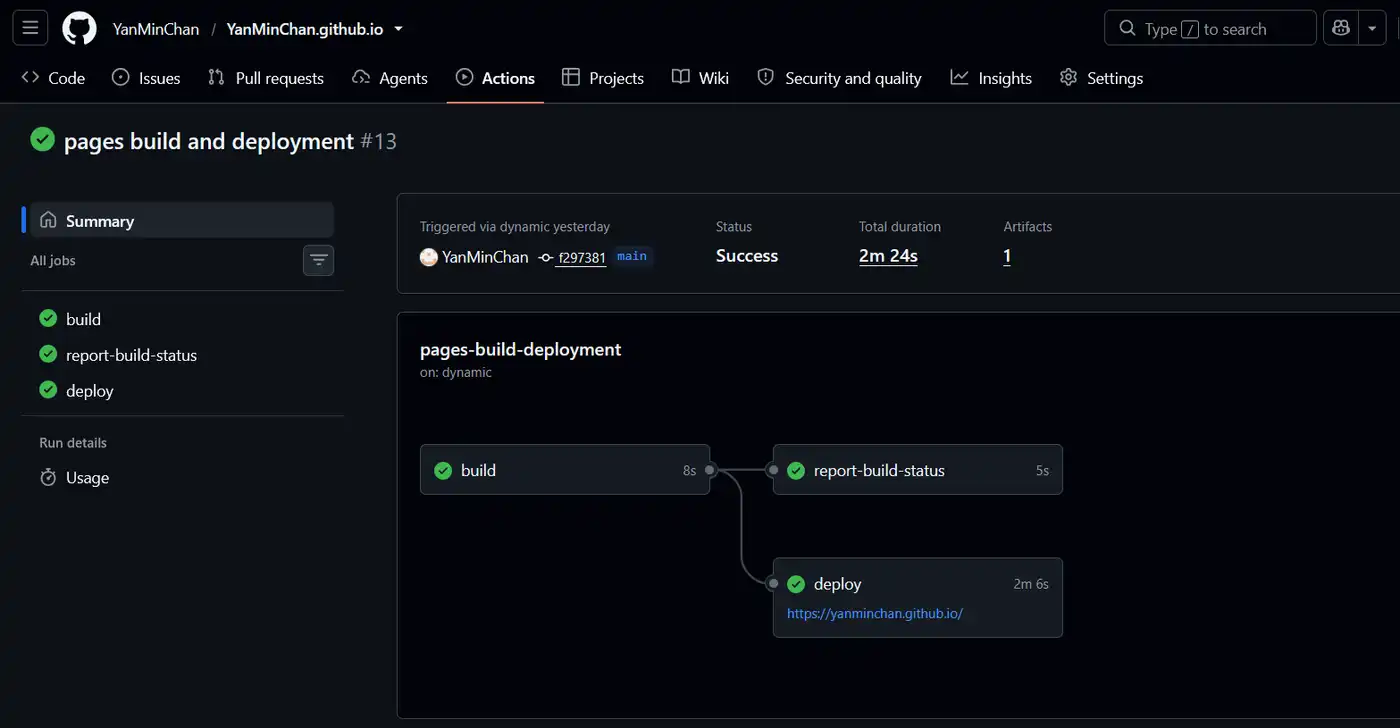 YanMinChan / YanMinChan.github.io
Type / to search
Code Issues Pull requests Agents Actions Projects Wiki Security and quality Insights Settings
pages build and deployment #13
Summary
All jobs
build
report-build-status
deploy
Run details
Usage
Triggered via dynamic yesterday
YanMinChan f297381 main
Status
Success
Total duration
2m 24s
Artifacts
1
pages-build-deployment
on: dynamic
build 8s
report-build-status 5s
deploy 2m 6s
https://yanminchan.github.io/